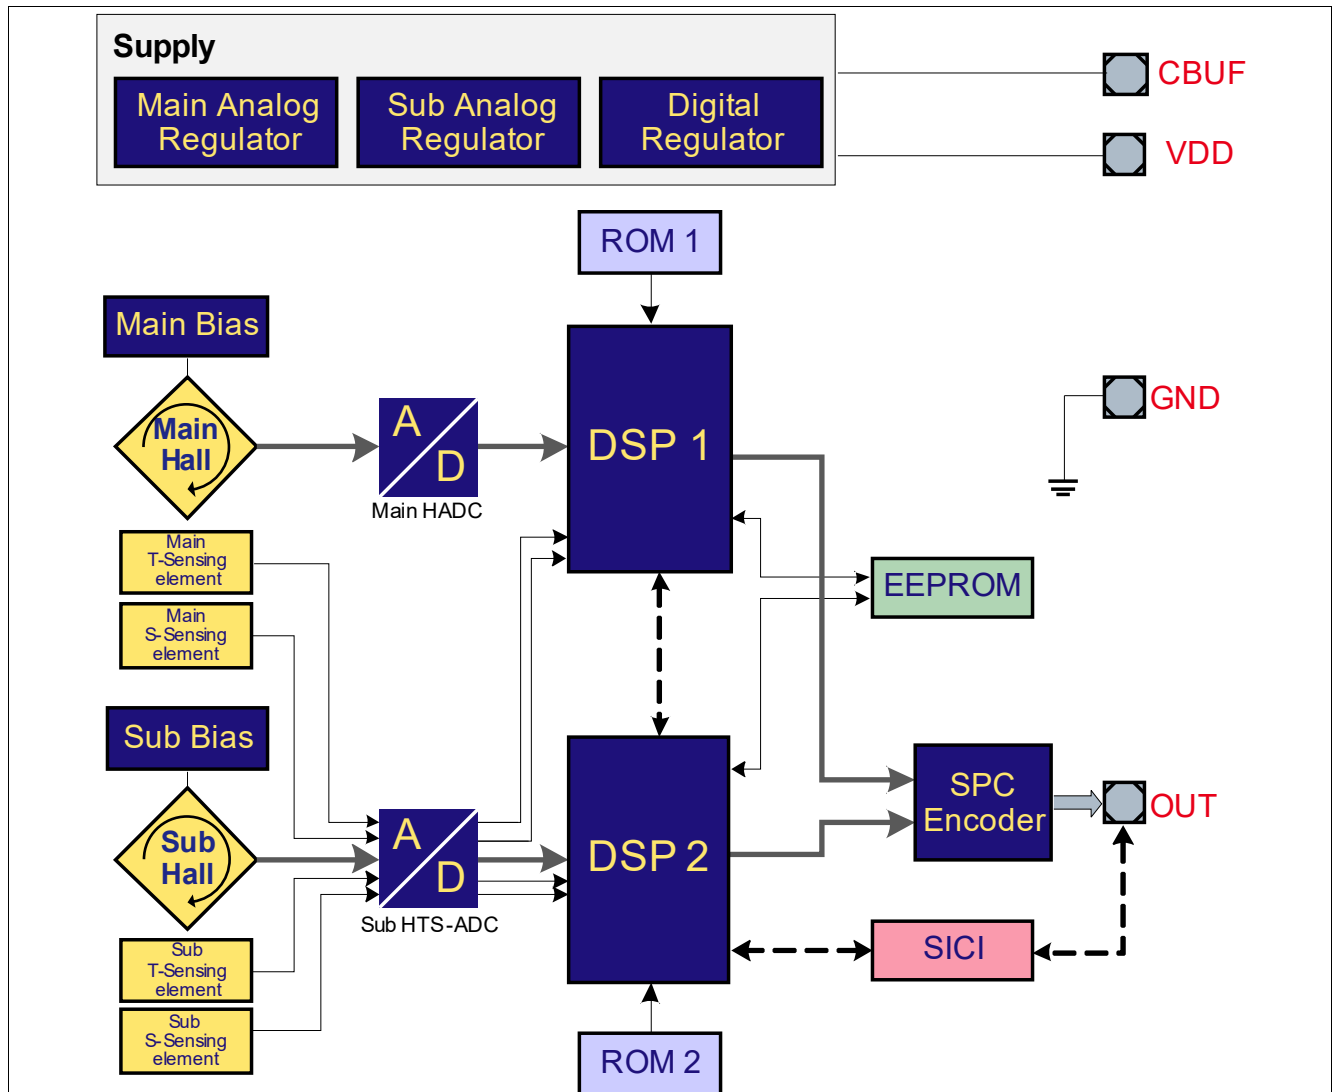 Supply
Main Analog
Regulator
Sub Analog
Regulator
Digital
Regulator
CBUF
VDD
ROM 1
Main Bias
Main
Hall
A
D
Main HADC
DSP 1
GND
Main
T-Sensing
element
Main
S-Sensing
element
EEPROM
Sub Bias
Sub
Hall
A
D
Sub HTS-ADC
DSP 2
SPC
Encoder
OUT
Sub
T-Sensing
element
Sub
S-Sensing
element
SICI
ROM 2